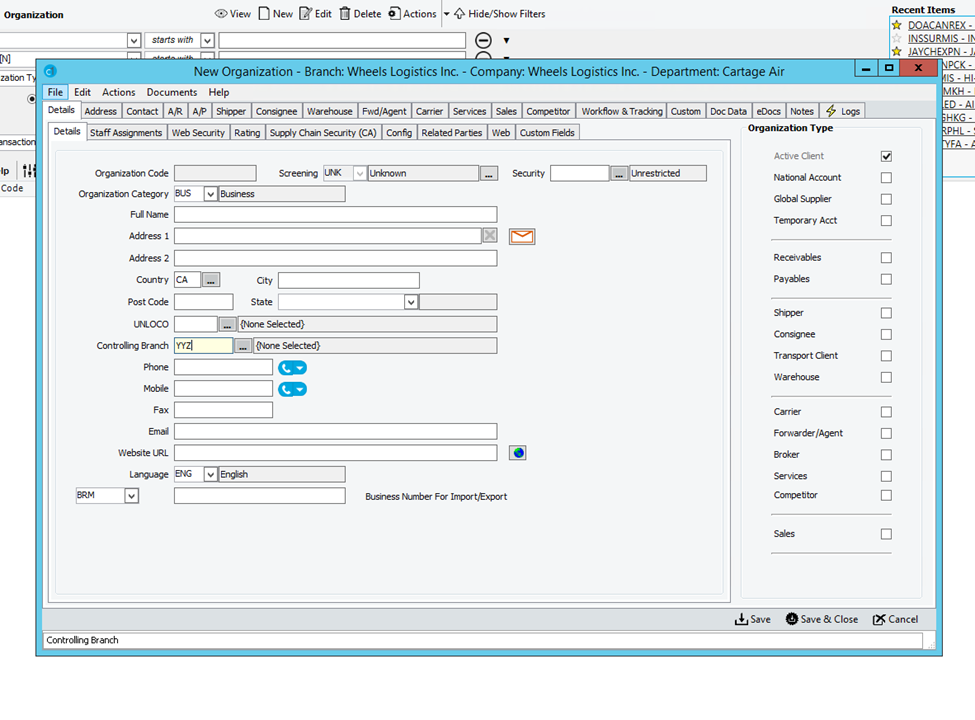 Organization
View New Edit Delete Actions Hide/Show Filters
Recent Items
starts with
DOACANREX -
INSSURMIS - IN
[N]
starts with
JAYCHEXPN - J
New Organization - Branch: Wheels Logistics Inc. - Company: Wheels Logistics Inc. - Department: Cartage Air
File Edit Actions Documents Help
Details Address Contact A/R A/P Shipper Consignee Warehouse Fwd/Agent Carrier Services Sales Competitor Workflow & Tracking Custom Doc Data eDocs Notes Logs
Details Staff Assignments Web Security Rating Supply Chain Security (CA) Config Related Parties Web Custom Fields
Organization Type
Organization Code Screening UNK Unknown ... Security ... Unrestricted
Organization Category BUS Business
Full Name
Address 1
Address 2
Country CA ... City
Post Code State
UNLOCO ... {None Selected}
Controlling Branch YYZ ... {None Selected}
Phone
Mobile
Fax
Email
Website URL
Language ENG English
BRM Business Number For Import/Export
Active Client
National Account
Global Supplier
Temporary Acct
Receivables
Payables
Shipper
Consignee
Transport Client
Warehouse
Carrier
Forwarder/Agent
Broker
Services
Competitor
Sales
Save Save & Close Cancel
Controlling Branch
zation Ty
ansaction
lp
Code
NPCK -
MIS - HI
MKH -
ED - AI
GHKG -
RPHL - S
TYFA - A